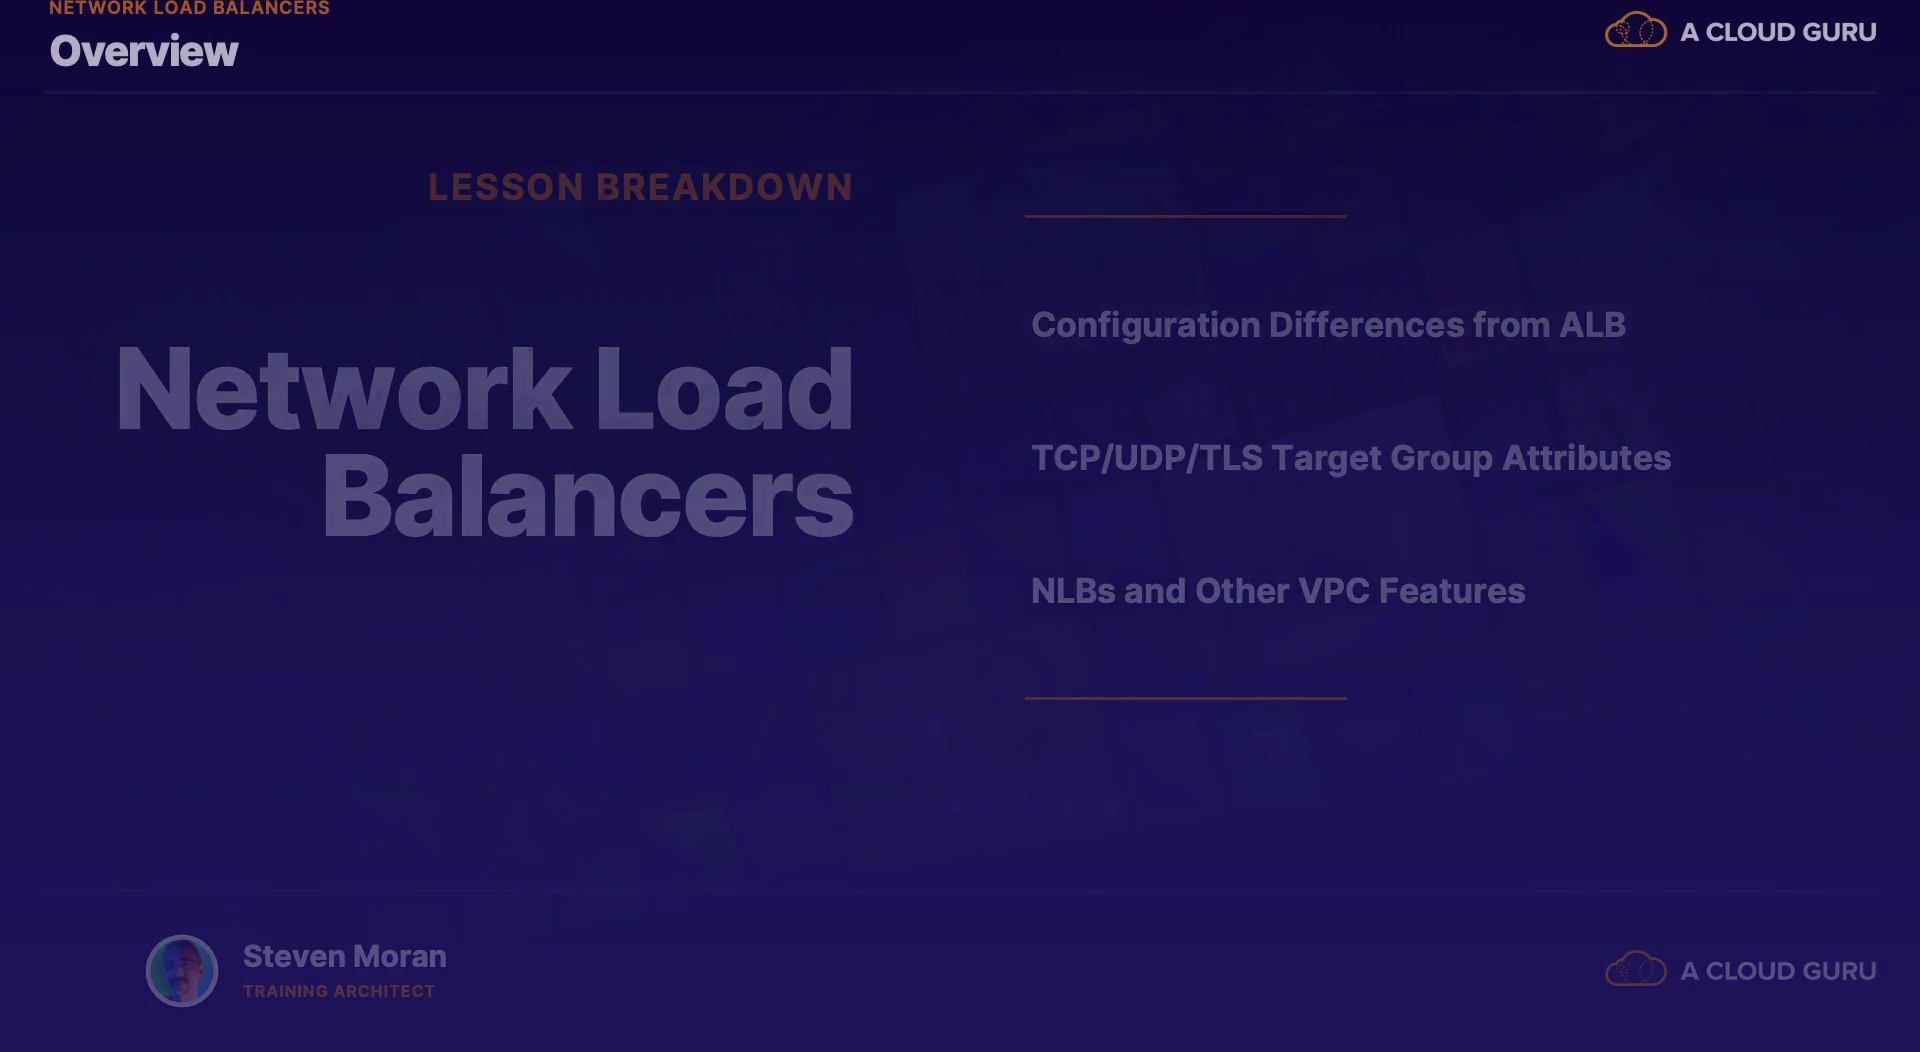 NETWORK LOAD BALANCERS
Overview
A CLOUD GURU
LESSON BREAKDOWN
Network Load
Balancers
Configuration Differences from ALB
TCP/UDP/TLS Target Group Attributes
NLBs and Other VPC Features
Steven Moran
TRAINING ARCHITECT
A CLOUD GURU